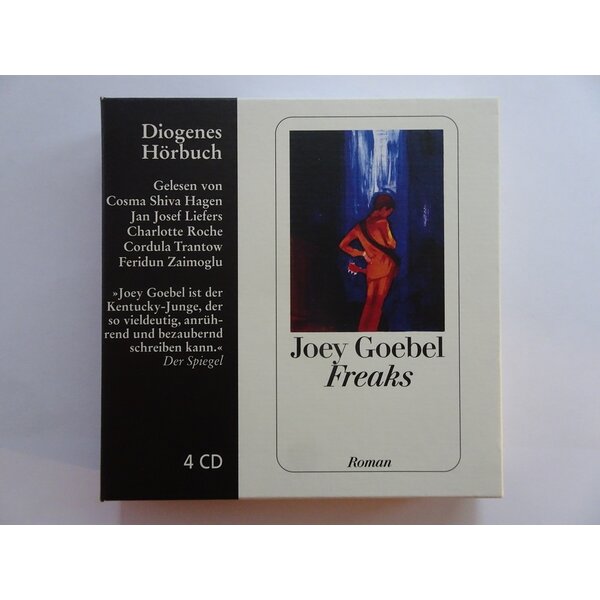 Diogenes
Hörbuch
Gelesen von
Cosma Shiva Hagen
Jan Josef Liefers
Charlotte Roche
Cordula Trantow
Feridun Zaimoglu
»Joey Goebel ist der
Kentucky-Junge, der
so vieldeutig, anrüh-
rend und bezaubernd
schreiben kann.«
Der Spiegel
4 CD
Joey Goebel
Freaks
Roman